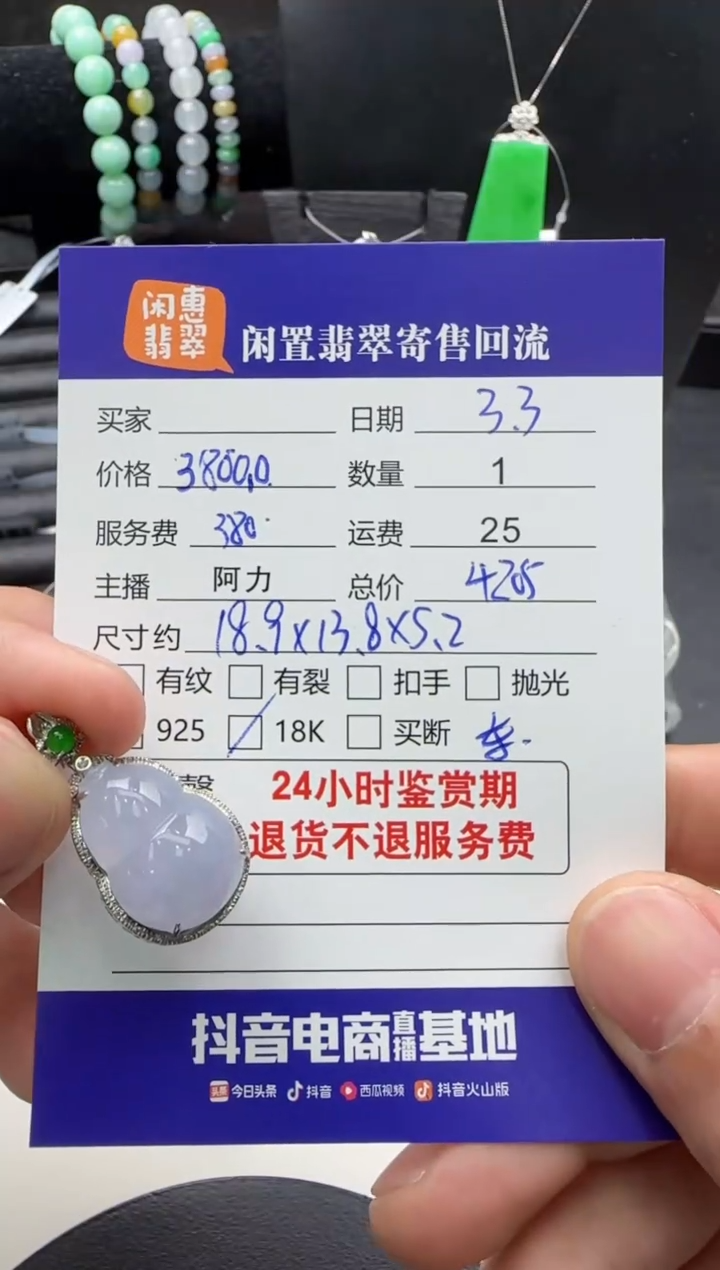 闲惠
翡翠
闲置翡翠寄售回流
买家 日期 3.3
价格 3800.0 数量 1
服务费 380 运费 25
主播 阿力 总价 4205
尺寸约 18.9x13.8x5.2
有纹 有裂 扣手 抛光
925 18K 买断
24小时鉴赏期
退货不退服务费
抖音电商直播基地
头条 今日头条 抖音 西瓜视频 抖音火山版